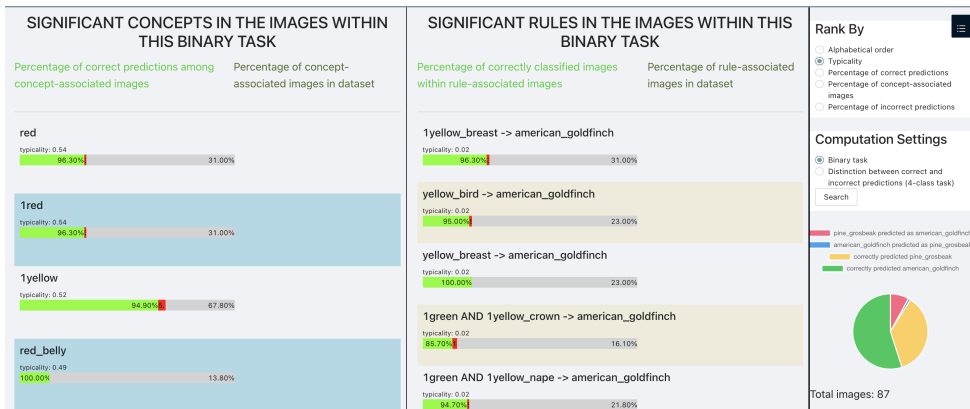 SIGNIFICANT CONCEPTS IN THE IMAGES WITHIN
THIS BINARY TASK
Percentage of correct predictions among
concept-associated images
Percentage of concept-
associated images in dataset
red
typicality: 0.54
96.30%
31.00%
1red
typicality: 0.54
96.30%
31.00%
1yellow
typicality: 0.52
94.90%
67.80%
red_belly
typicality: 0.49
100.00%
13.80%
SIGNIFICANT RULES IN THE IMAGES WITHIN THIS
BINARY TASK
Percentage of correctly classified images
within rule-associated images
Percentage of rule-associated
images in dataset
1yellow_breast -> american_goldfinch
typicality: 0.02
96.30%
31.00%
yellow_bird -> american_goldfinch
typicality: 0.02
95.00%
23.00%
yellow_breast -> american_goldfinch
typicality: 0.02
100.00%
23.00%
1green AND 1yellow_crown -> american_goldfinch
typicality: 0.02
85.70%
16.10%
1green AND 1yellow_nape -> american_goldfinch
typicality: 0.02
94.70%
21.80%
Rank By
Alphabetical order
Typicality
Percentage of correct predictions
Percentage of concept-associated
images
Percentage of incorrect predictions
Computation Settings
Binary task
Distinction between correct and
incorrect predictions (4-class task)
Search
pine_grosbeak predicted as american_goldfinch
american_goldfinch predicted as pine_grosbeak
correctly predicted pine_grosbeak
correctly predicted american_goldfinch
Total images: 87